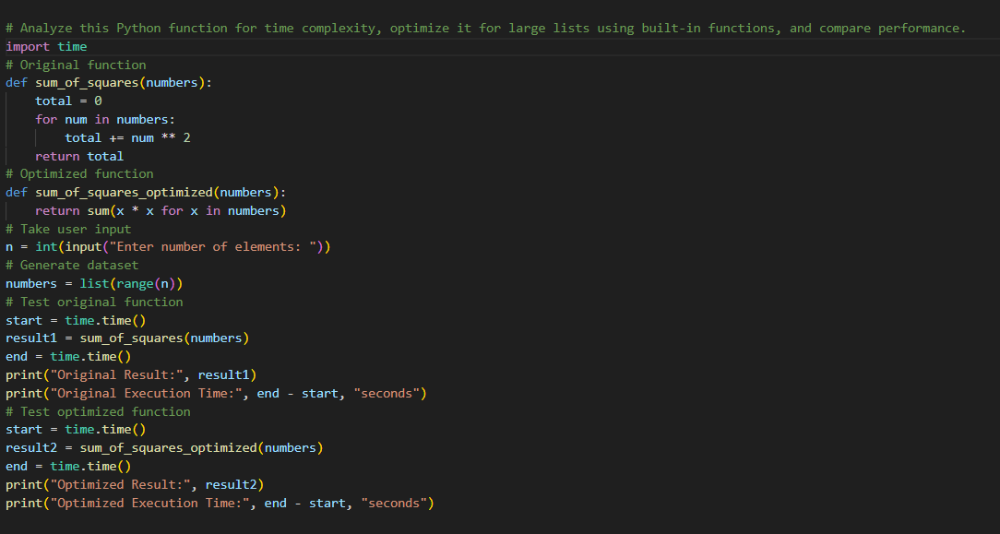 # Analyze this Python function for time complexity, optimize it for large lists using built-in functions, and compare performance.
import time
# Original function
def sum_of_squares(numbers):
    total = 0
    for num in numbers:
        total += num ** 2
    return total
# Optimized function
def sum_of_squares_optimized(numbers):
    return sum(x * x for x in numbers)
# Take user input
n = int(input("Enter number of elements: "))
# Generate dataset
numbers = list(range(n))
# Test original function
start = time.time()
result1 = sum_of_squares(numbers)
end = time.time()
print("Original Result:", result1)
print("Original Execution Time:", end - start, "seconds")
# Test optimized function
start = time.time()
result2 = sum_of_squares_optimized(numbers)
end = time.time()
print("Optimized Result:", result2)
print("Optimized Execution Time:", end - start, "seconds")